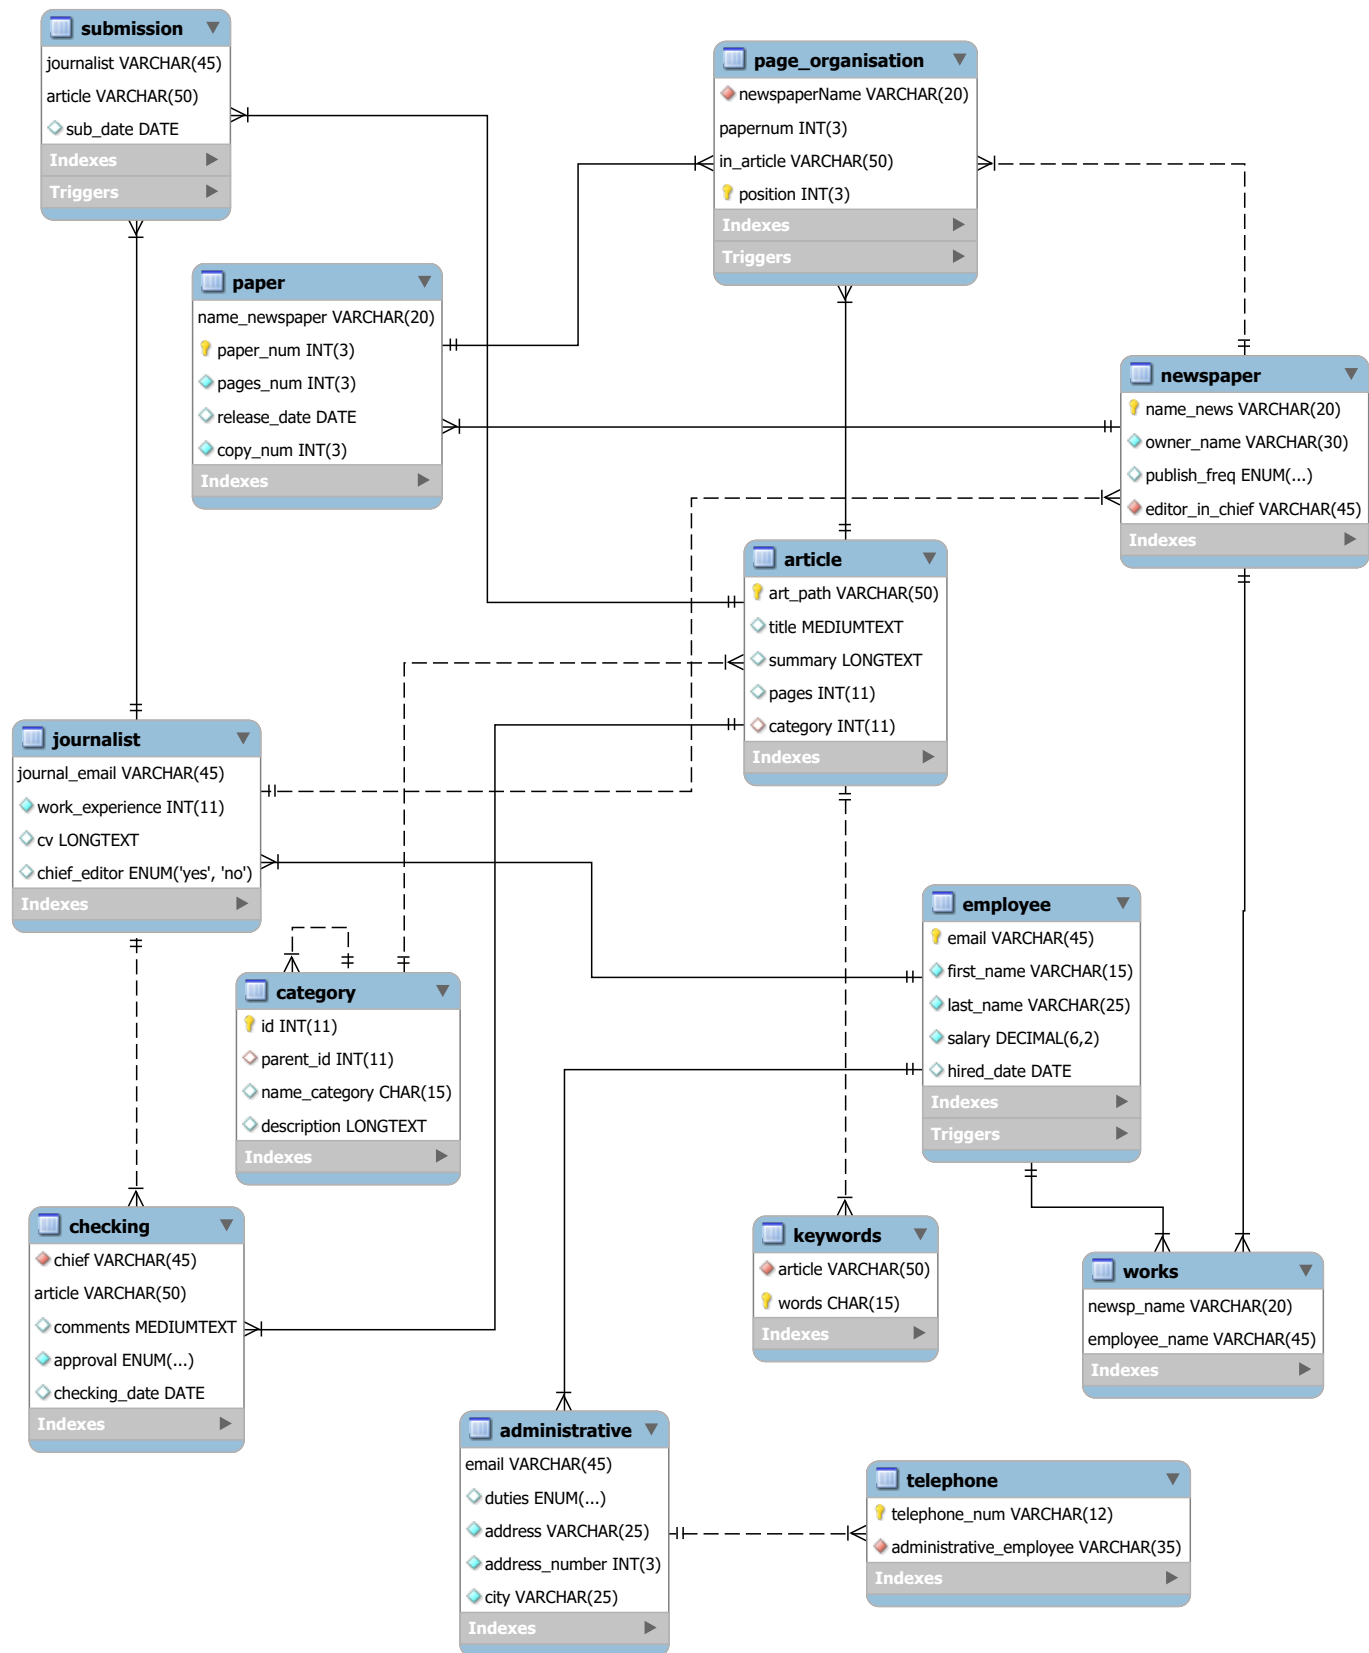 submission
journalist VARCHAR(45)
article VARCHAR(50)
sub_date DATE
Indexes
Triggers
page_organisation
newspaperName VARCHAR(20)
papernum INT(3)
in_article VARCHAR(50)
position INT(3)
Indexes
Triggers
paper
name_newspaper VARCHAR(20)
paper_num INT(3)
pages_num INT(3)
release_date DATE
copy_num INT(3)
Indexes
newspaper
name_news VARCHAR(20)
owner_name VARCHAR(30)
publish_freq ENUM(...)
editor_in_chief VARCHAR(45)
Indexes
article
art_path VARCHAR(50)
title MEDIUMTEXT
summary LONGTEXT
pages INT(11)
category INT(11)
Indexes
journalist
journal_email VARCHAR(45)
work_experience INT(11)
cv LONGTEXT
chief_editor ENUM('yes', 'no')
Indexes
employee
email VARCHAR(45)
first_name VARCHAR(15)
last_name VARCHAR(25)
salary DECIMAL(6,2)
hired_date DATE
Indexes
Triggers
category
id INT(11)
parent_id INT(11)
name_category CHAR(15)
description LONGTEXT
Indexes
checking
chief VARCHAR(45)
article VARCHAR(50)
comments MEDIUMTEXT
approval ENUM(...)
checking_date DATE
Indexes
keywords
article VARCHAR(50)
words CHAR(15)
Indexes
works
newsp_name VARCHAR(20)
employee_name VARCHAR(45)
Indexes
administrative
email VARCHAR(45)
duties ENUM(...)
address VARCHAR(25)
address_number INT(3)
city VARCHAR(25)
Indexes
telephone
telephone_num VARCHAR(12)
administrative_employee VARCHAR(35)
Indexes